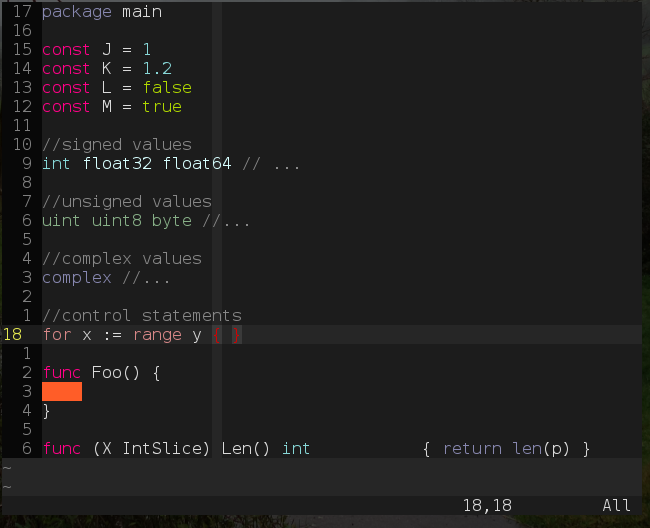 17 package main
16
15 const J = 1
14 const K = 1.2
13 const L = false
12 const M = true
11
10 //signed values
9 int float32 float64 // ...
8
7 //unsigned values
6 uint uint8 byte //...
5
4 //complex values
3 complex //...
2
1 //control statements
18 for x := range y { }
1
2 func Foo() {
3
4 }
5
6 func (X IntSlice) Len() int           { return len(p) }
~
~
18,18 All